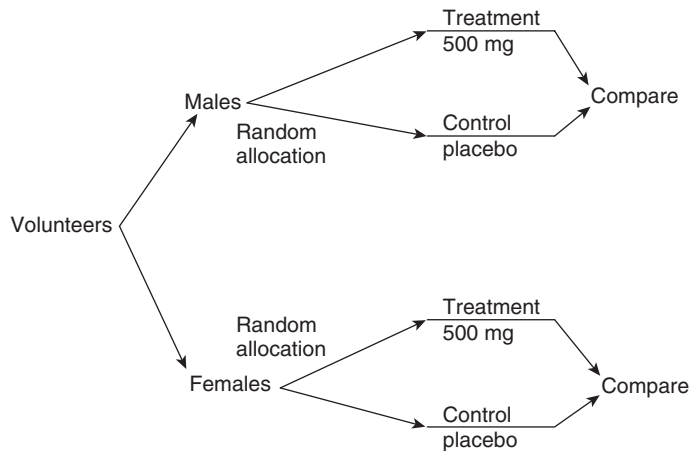 Treatment
500 mg
Males
Compare
Random
allocation
Control
placebo
Volunteers
Random
allocation
Treatment
500 mg
Females
Compare
Control
placebo